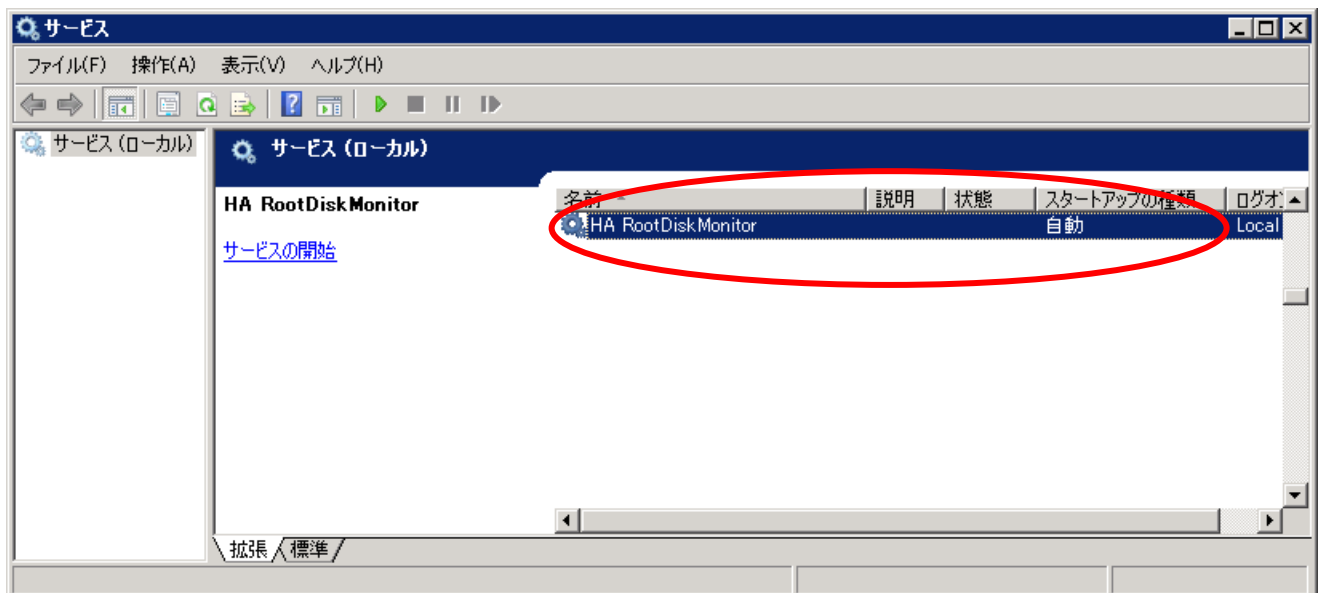 サービス
ファイル(F) 操作(A) 表示(V) ヘルプ(H)
サービス (ローカル)
サービス (ローカル)
HA RootDiskMonitor
サービスの開始
名前 説明 状態 スタートアップの種類 ログオ
HA RootDiskMonitor 自動 Local
拡張 標準